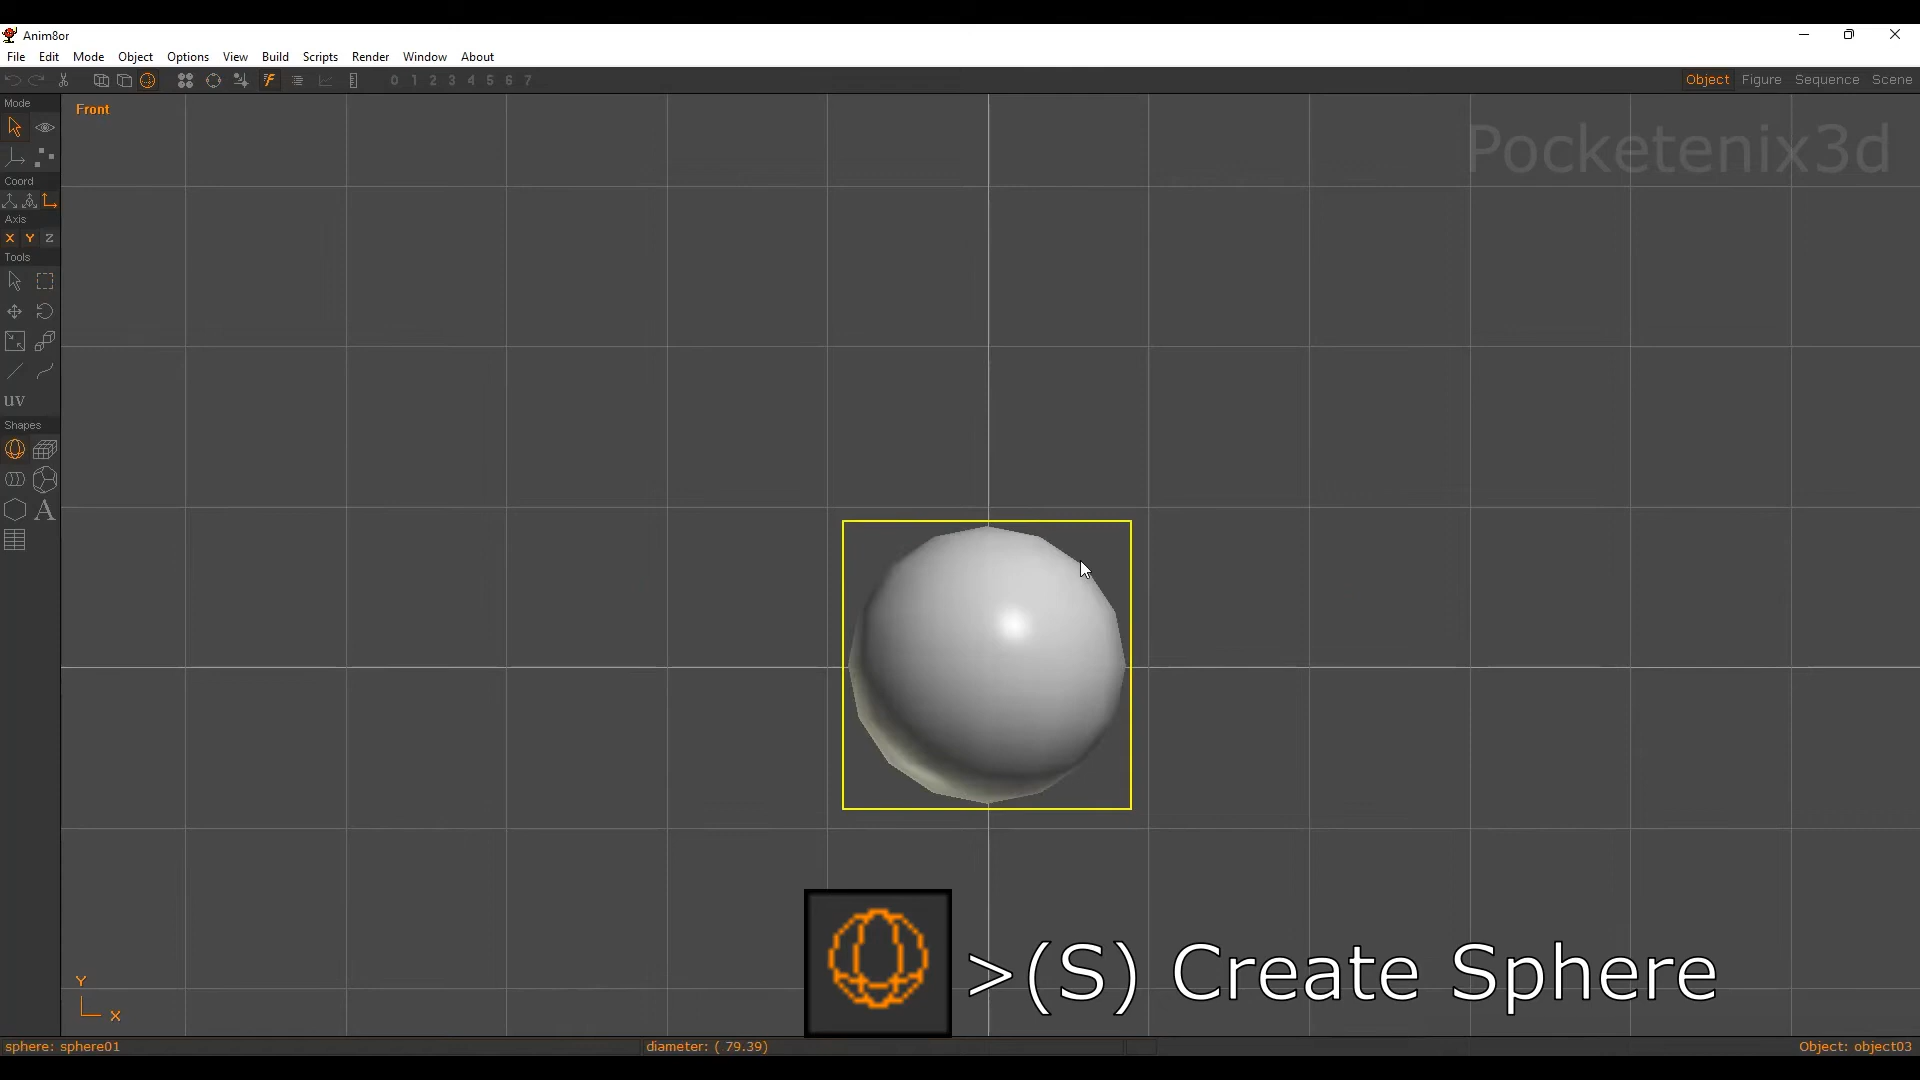 Anim8or
File Edit Mode Object Options View Build Scripts Render Window About
0 1 2 3 4 5 6 7
Object Figure Sequence Scene
Mode
Front
Pocketenix3d
Coord
Axis
X Y Z
Tools
uv
Shapes
A
>(S) Create Sphere
Y
X
sphere: sphere01
diameter: ( 79.39)
Object: object03